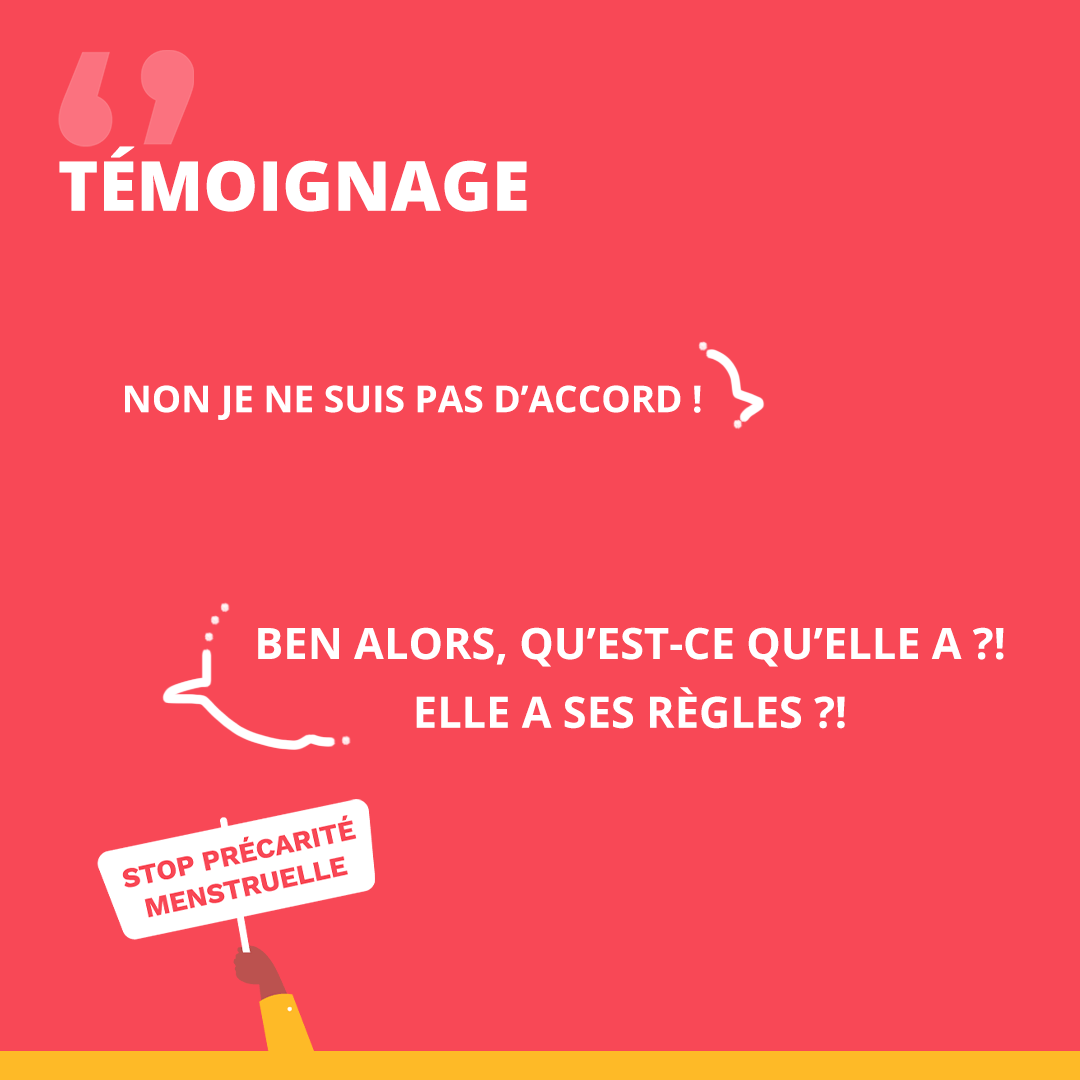 TÉMOIGNAGE
NON JE NE SUIS PAS D’ACCORD !
BEN ALORS, QU’EST-CE QU’ELLE A ?!
ELLE A SES RÈGLES ?!
STOP PRÉCARITÉ
MENSTRUELLE